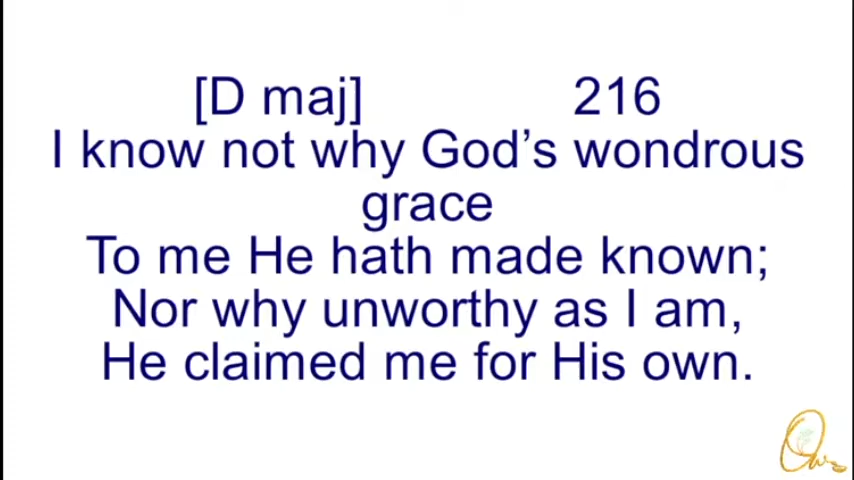 [D maj] 216
I know not why God’s wondrous
grace
To me He hath made known;
Nor why unworthy as I am,
He claimed me for His own.